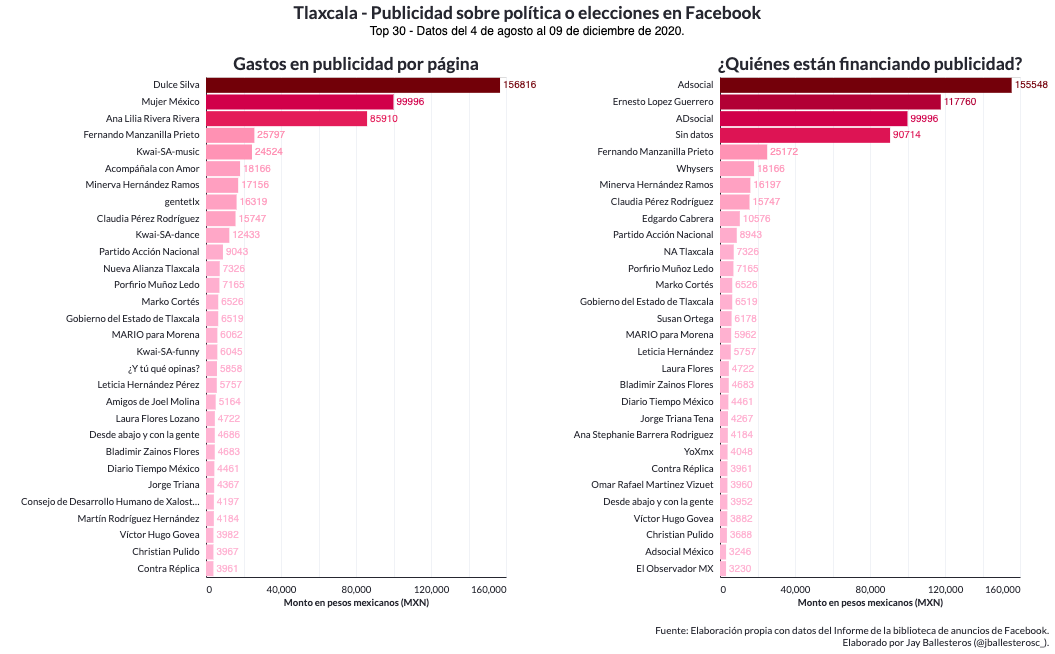 Tlaxcala - Publicidad sobre política o elecciones en Facebook
Top 30 - Datos del 4 de agosto al 09 de diciembre de 2020.
Gastos en publicidad por página
Dulce Silva 156816
Mujer México 99996
Ana Lilia Rivera Rivera 85910
Fernando Manzanilla Prieto 25797
Kwai-SA-music 24524
Acompáñala con Amor 18166
Minerva Hernández Ramos 17156
gentetlx 16319
Claudia Pérez Rodríguez 15747
Kwai-SA-dance 12433
Partido Acción Nacional 9043
Nueva Alianza Tlaxcala 7326
Porfirio Muñoz Ledo 7165
Marko Cortés 6526
Gobierno del Estado de Tlaxcala 6519
MARIO para Morena 6062
Kwai-SA-funny 6045
¿Y tú qué opinas? 5858
Leticia Hernández Pérez 5757
Amigos de Joel Molina 5164
Laura Flores Lozano 4722
Desde abajo y con la gente 4686
Bladimir Zainos Flores 4683
Diario Tiempo México 4461
Jorge Triana 4367
Consejo de Desarrollo Humano de Xalost... 4197
Martín Rodríguez Hernández 4184
Víctor Hugo Govea 3982
Christian Pulido 3967
Contra Réplica 3961
0 40,000 80,000 120,000 160,000
Monto en pesos mexicanos (MXN)
¿Quiénes están financiando publicidad?
Adsocial 155548
Ernesto Lopez Guerrero 117760
ADsocial 99996
Sin datos 90714
Fernando Manzanilla Prieto 25172
Whysers 18166
Minerva Hernández Ramos 16197
Claudia Pérez Rodríguez 15747
Edgardo Cabrera 10576
Partido Acción Nacional 8943
NA Tlaxcala 7326
Porfirio Muñoz Ledo 7165
Marko Cortés 6526
Gobierno del Estado de Tlaxcala 6519
Susan Ortega 6178
MARIO para Morena 5962
Leticia Hernández 5757
Laura Flores 4722
Bladimir Zainos Flores 4683
Diario Tiempo México 4461
Jorge Triana Tena 4267
Ana Stephanie Barrera Rodriguez 4184
YoXmx 4048
Contra Réplica 3961
Omar Rafael Martinez Vizuet 3960
Desde abajo y con la gente 3952
Víctor Hugo Govea 3882
Christian Pulido 3688
Adsocial México 3246
El Observador MX 3230
0 40,000 80,000 120,000 160,000
Monto en pesos mexicanos (MXN)
Fuente: Elaboración propia con datos del Informe de la biblioteca de anuncios de Facebook.
Elaborado por Jay Ballesteros (@jballesterosc_).